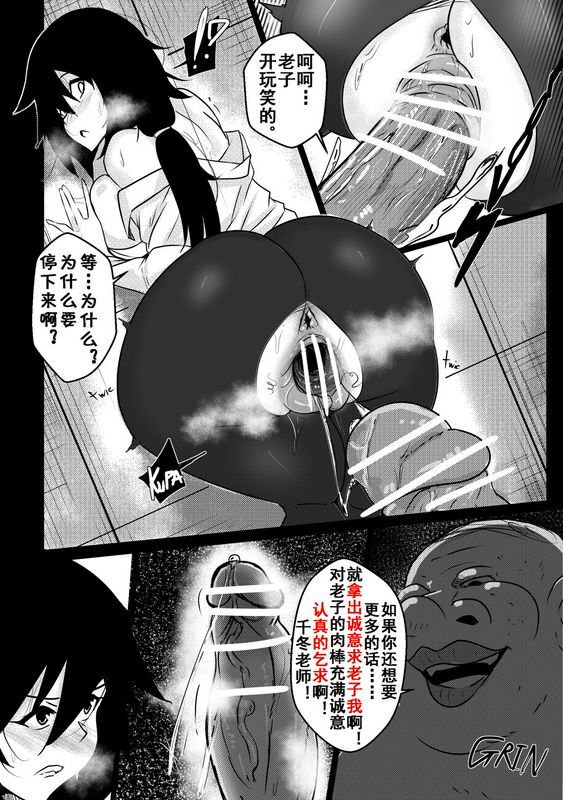 呵呵…
老子
开玩笑的。
!?
等…为什么?
为什么要
停下来啊?
twic
twic
KUPA
如果你还想要
更多的话……
就拿出诚意求老子我啊!
对老子的肉棒充满诚意
认真的乞求啊!
千冬老师!
GRIN